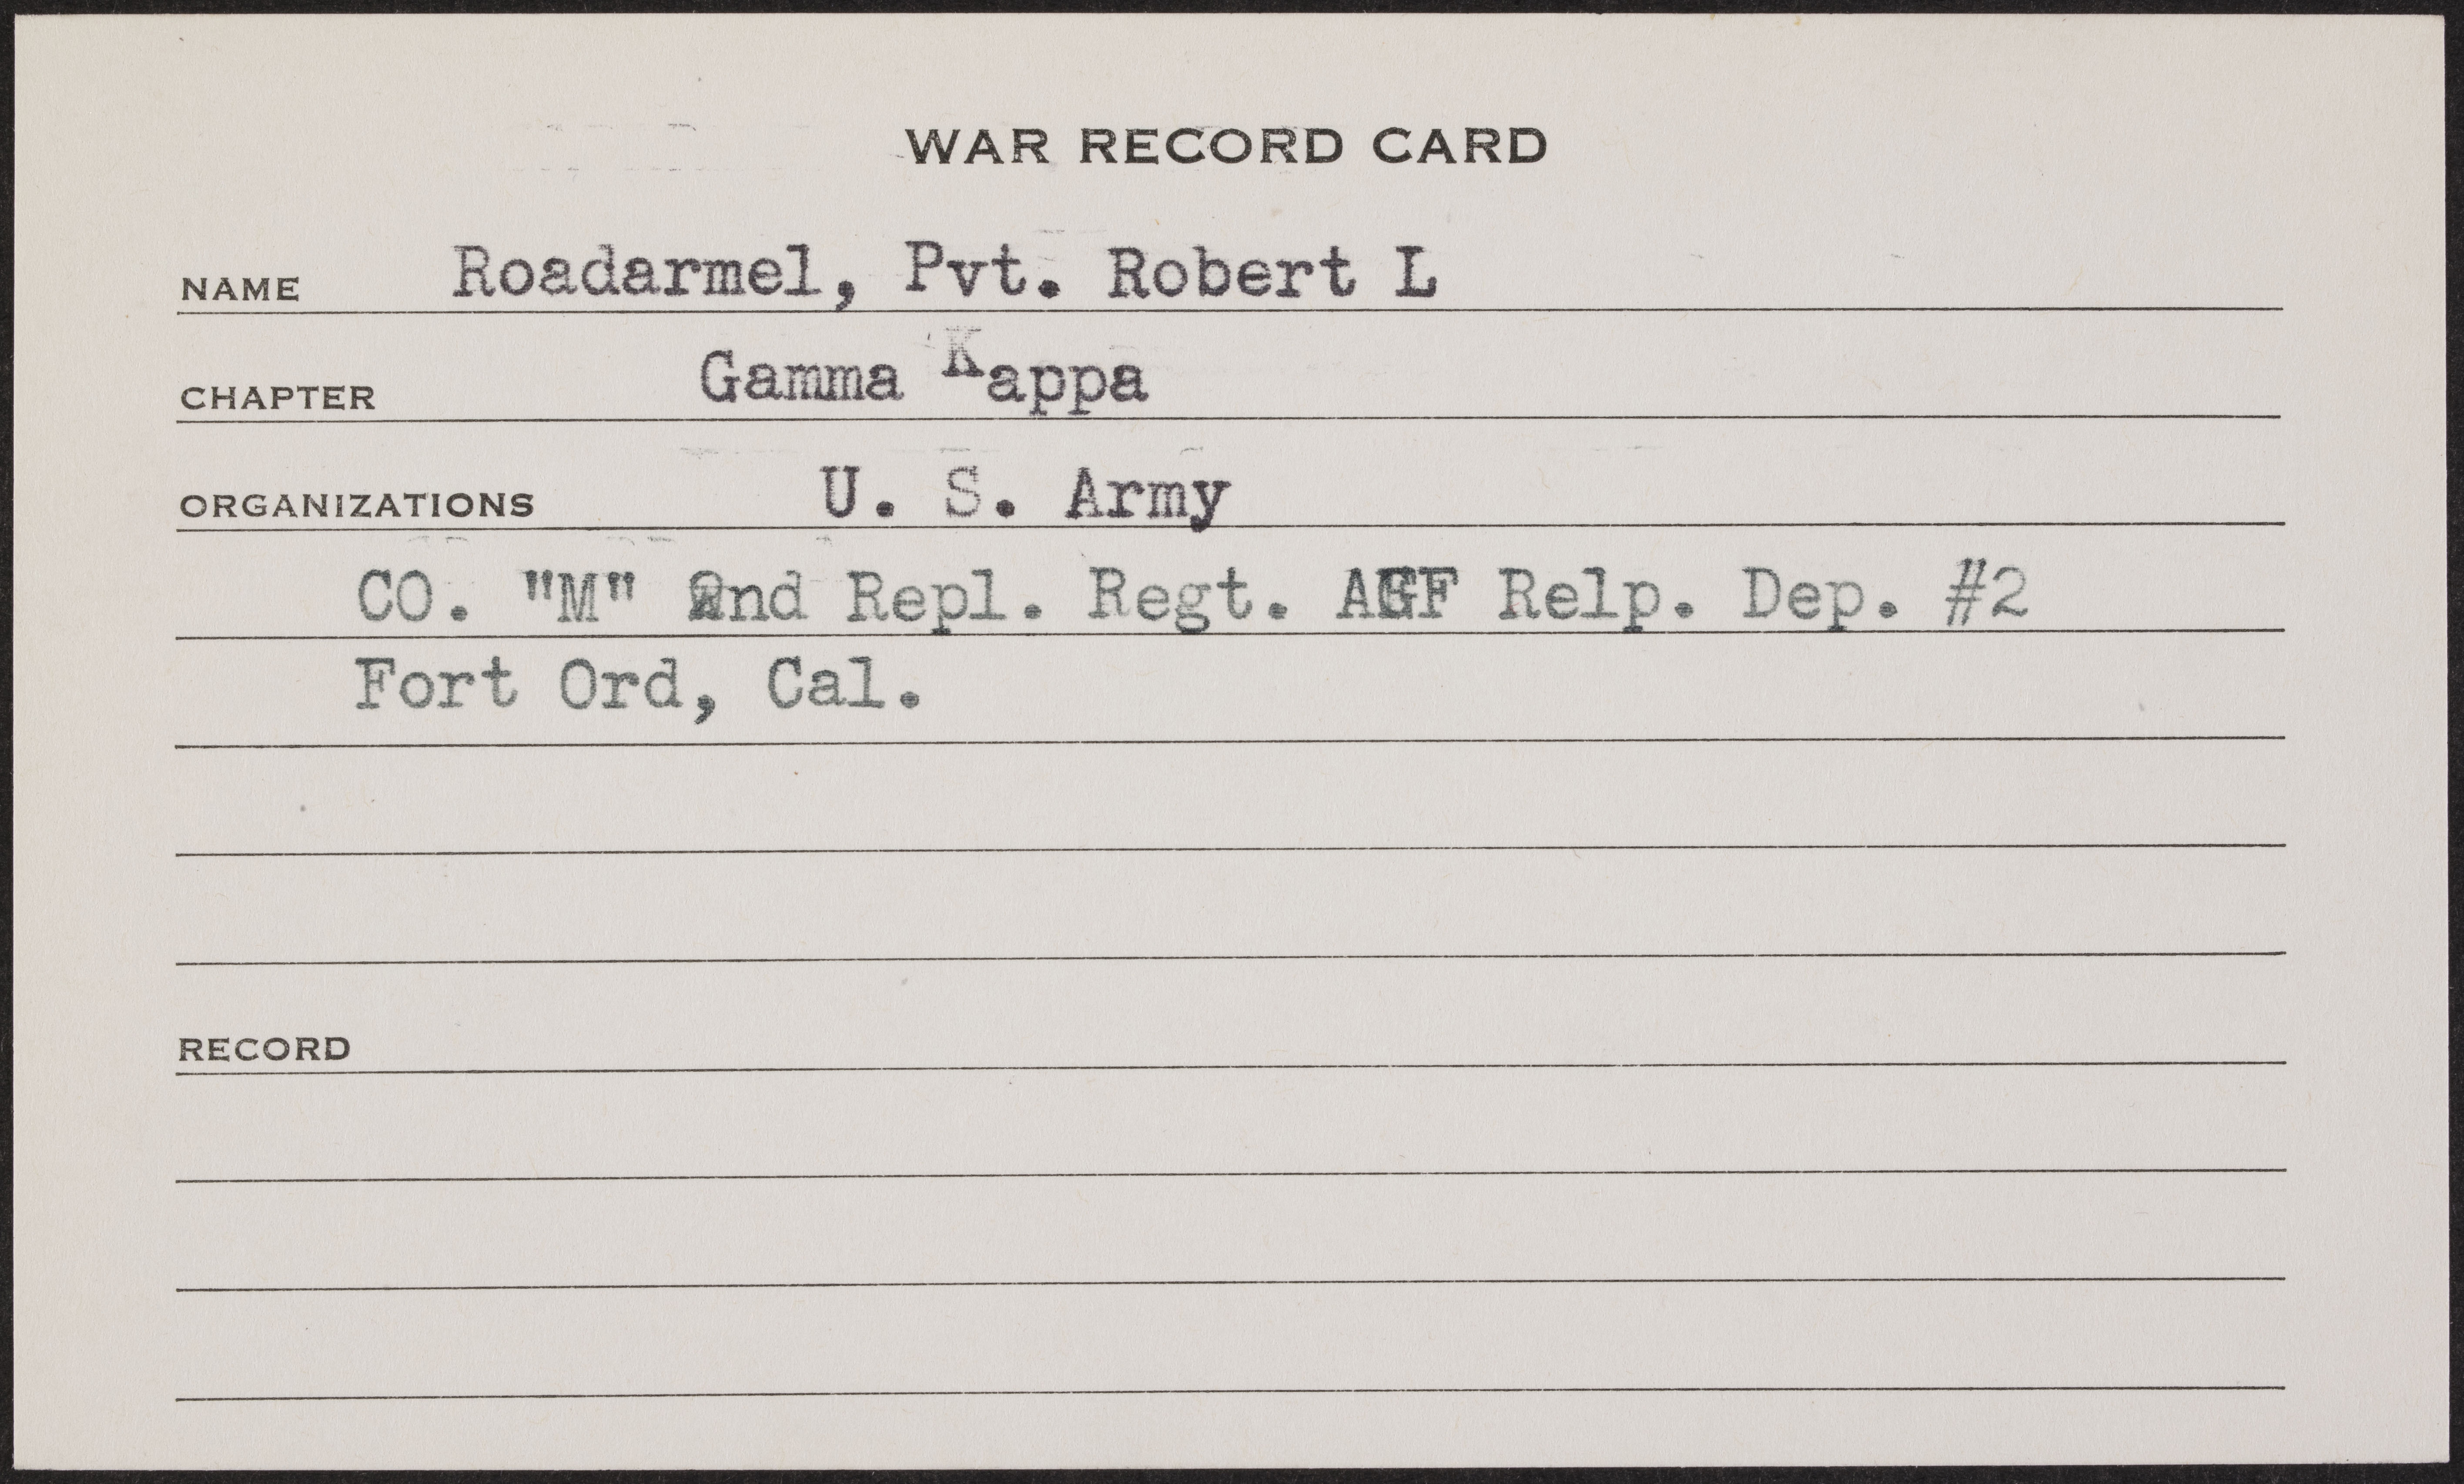 WAR RECORD CARD
NAME Roadarmel, Pvt. Robert L
CHAPTER Gamma Kappa
ORGANIZATIONS U. S. Army
CO. "M" 2nd Repl. Regt. AGF Relp. Dep. #2
Fort Ord, Cal.
RECORD